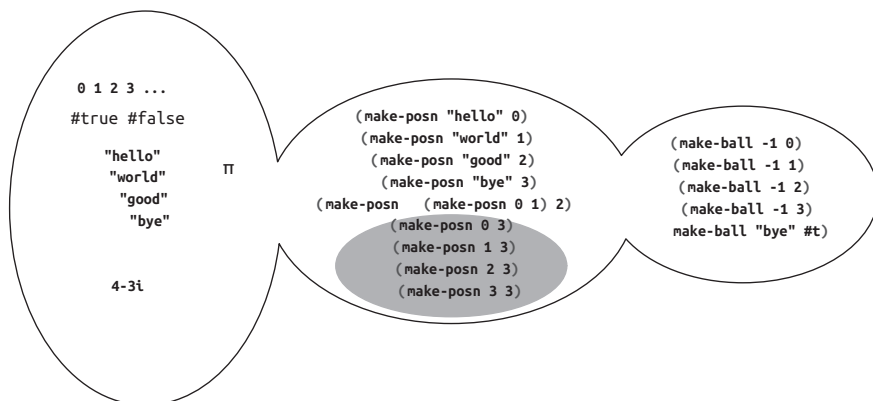 0 1 2 3 ...
#true #false
"hello"
"world"
"good"
"bye"
π
4-3i
(make-posn "hello" 0)
(make-posn "world" 1)
(make-posn "good" 2)
(make-posn "bye" 3)
(make-posn (make-posn 0 1) 2)
(make-posn 0 3)
(make-posn 1 3)
(make-posn 2 3)
(make-posn 3 3)
(make-ball -1 0)
(make-ball -1 1)
(make-ball -1 2)
(make-ball -1 3)
make-ball "bye" #t)